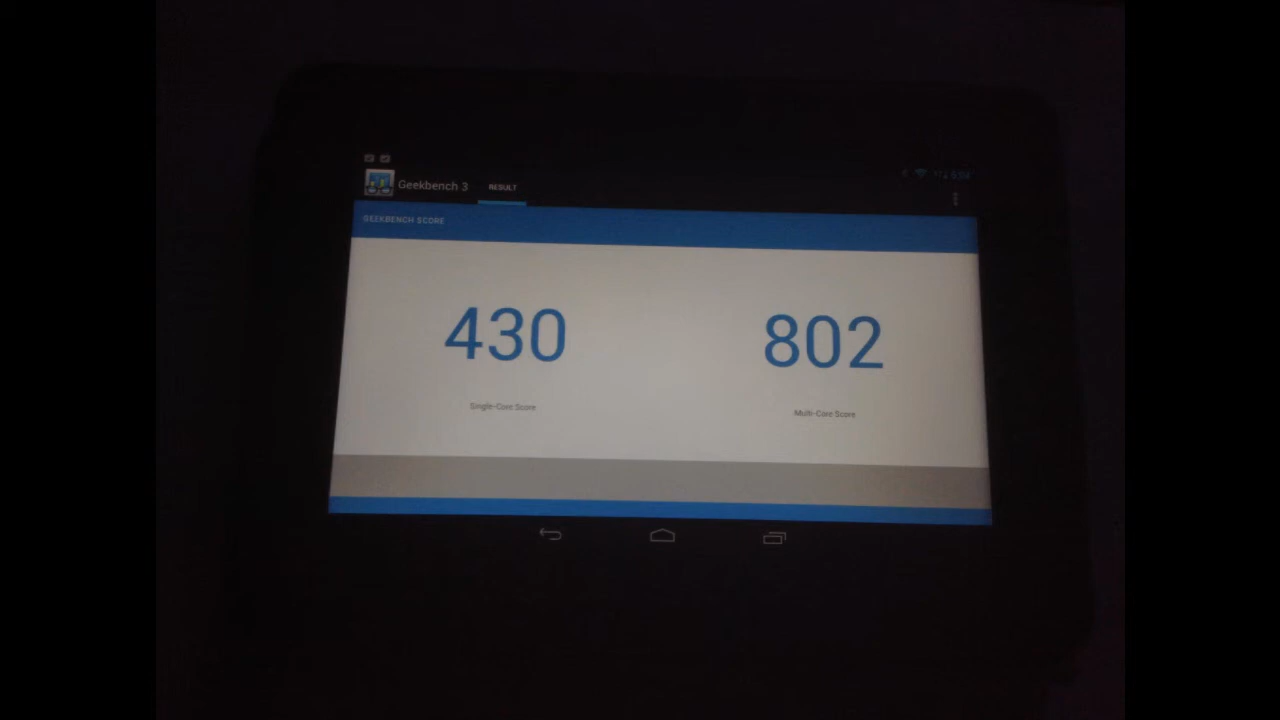 Geekbench 3
RESULT
GEEKBENCH SCORE
430
802
Single-Core Score
Multi-Core Score